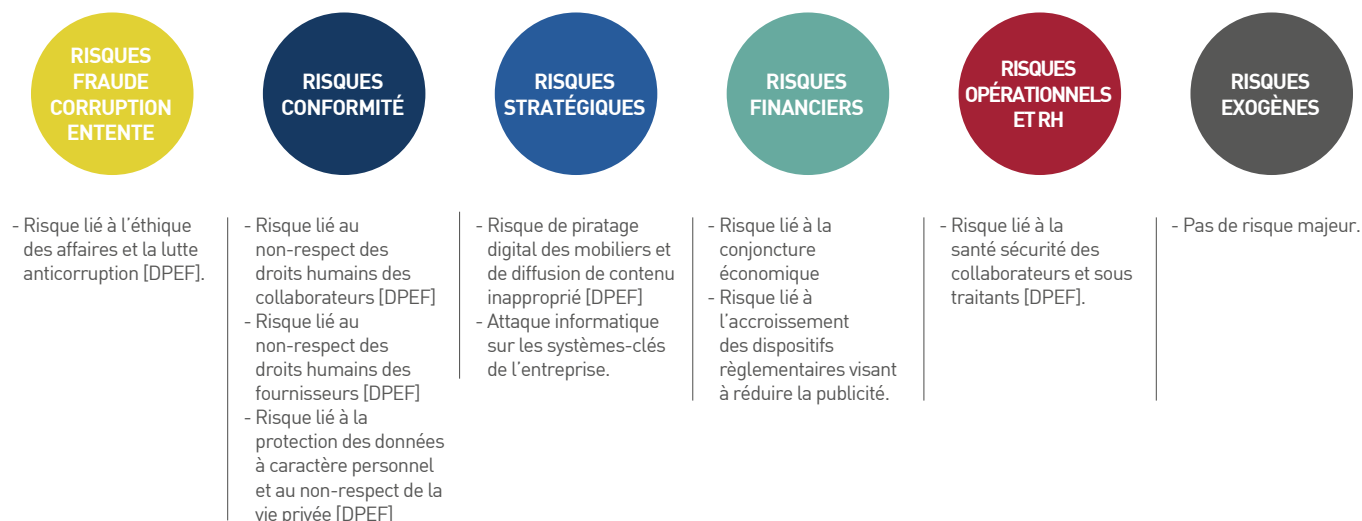 RISQUES
FRAUDE
CORRUPTION
ENTENTE
RISQUES
CONFORMITÉ
RISQUES
STRATÉGIQUES
RISQUES
FINANCIERS
RISQUES
OPÉRATIONNELS
ET RH
RISQUES
EXOGÈNES
- Risque lié à l'éthique
des affaires et la lutte
anticorruption [DPEF].
- Risque lié au
non-respect des
droits humains des
collaborateurs [DPEF]
- Risque lié au
non-respect des
droits humains des
fournisseurs [DPEF]
- Risque lié à la
protection des données
à caractère personnel
et au non-respect de la
vie privée [DPEF]
- Risque de piratage
digital des mobiliers et
de diffusion de contenu
inapproprié [DPEF]
- Attaque informatique
sur les systèmes-clés
de l'entreprise.
- Risque lié à la
conjoncture
économique
- Risque lié à
l'accroissement
des dispositifs
règlementaires visant
à réduire la publicité.
- Risque lié à la
santé sécurité des
collaborateurs et sous
traitants [DPEF].
- Pas de risque majeur.